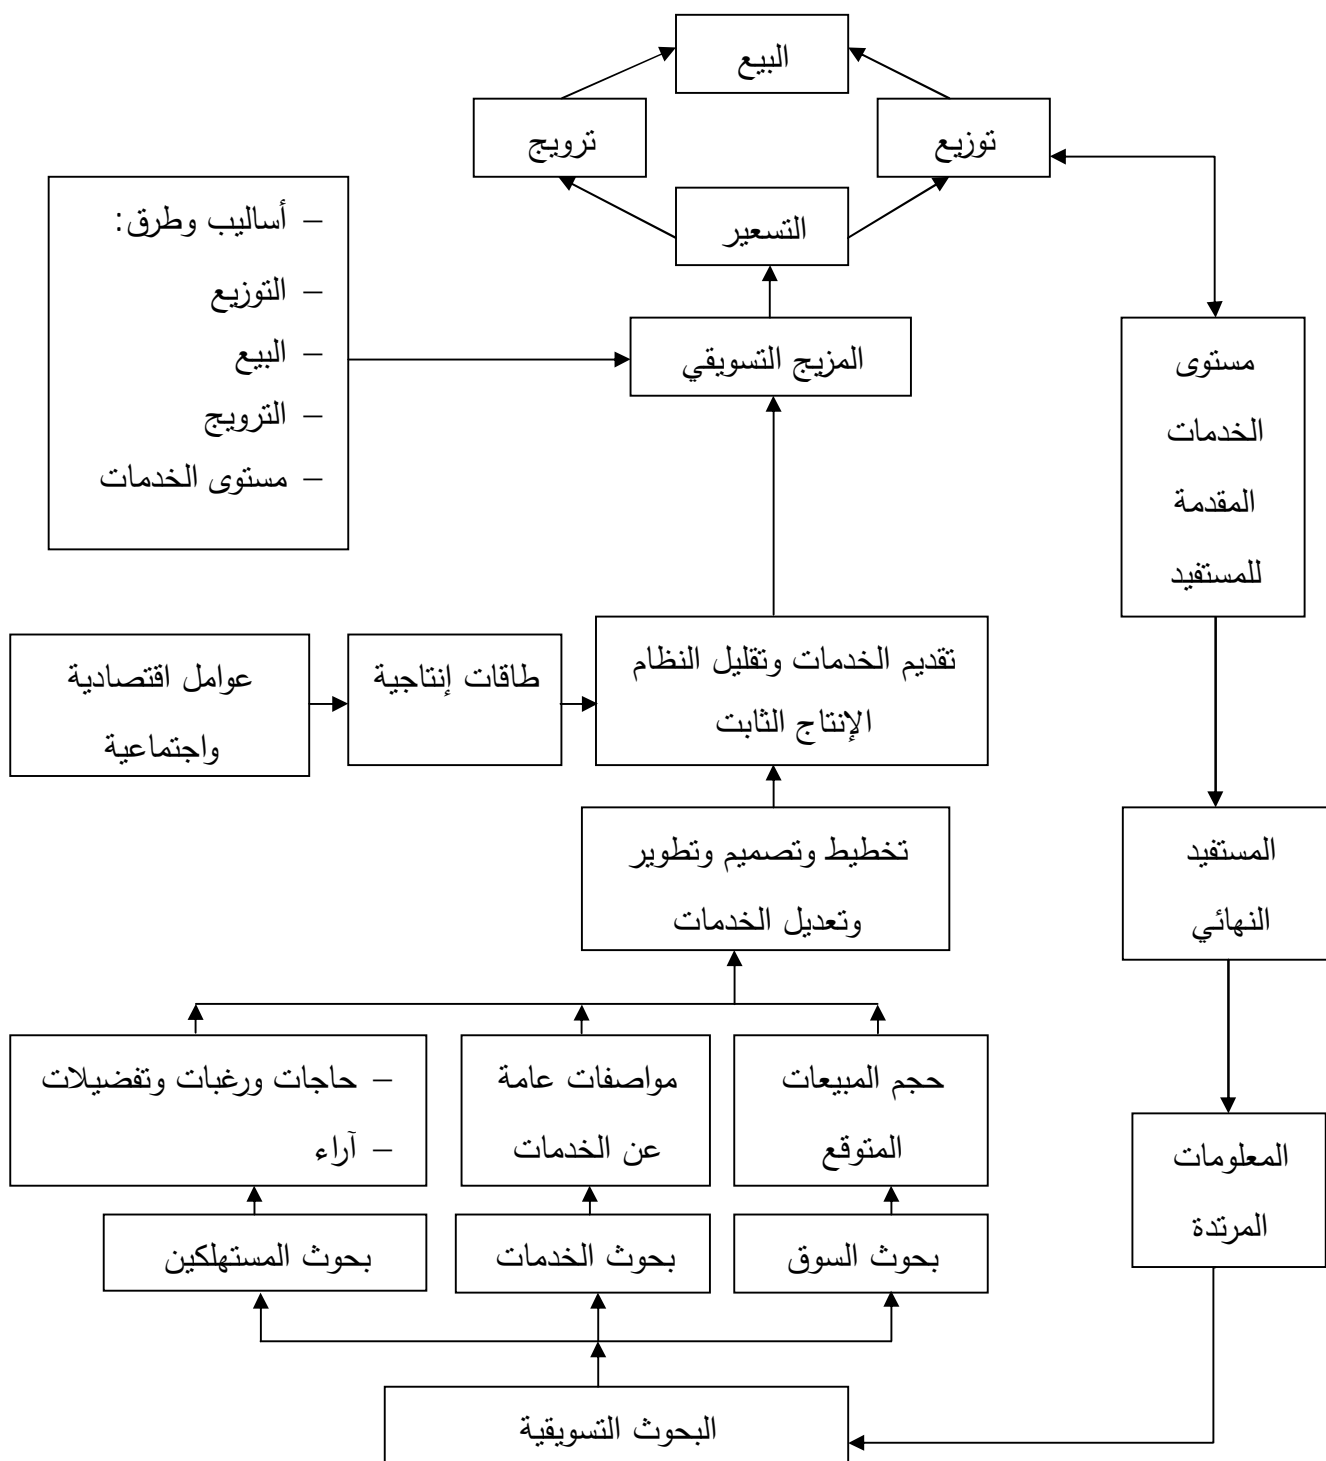 البيع
ترويج
توزيع
التسعير
– أساليب وطرق:
– التوزيع
– البيع
– الترويج
– مستوى الخدمات
المزيج التسويقي
مستوى
الخدمات
المقدمة
للمستفيد
عوامل اقتصادية
واجتماعية
طاقات إنتاجية
تقديم الخدمات وتقليل النظام
الإنتاج الثابت
تخطيط وتصميم وتطوير
وتعديل الخدمات
المستفيد
النهائي
– حاجات ورغبات وتفضيلات
– آراء
مواصفات عامة
عن الخدمات
حجم المبيعات
المتوقع
المعلومات
المرتدة
بحوث المستهلكين
بحوث الخدمات
بحوث السوق
البحوث التسويقية